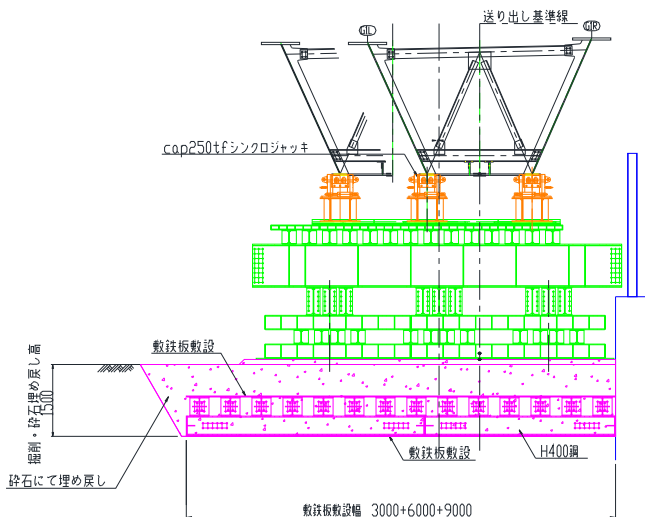 送り出し基準線
G1L
G1R
cap250tfシンクロジャッキ
敷鉄板敷設
掘削・砕石埋め戻し高
1500
敷鉄板敷設
H400鋼
砕石にて埋め戻し
敷鉄板敷設幅 3000+6000+9000